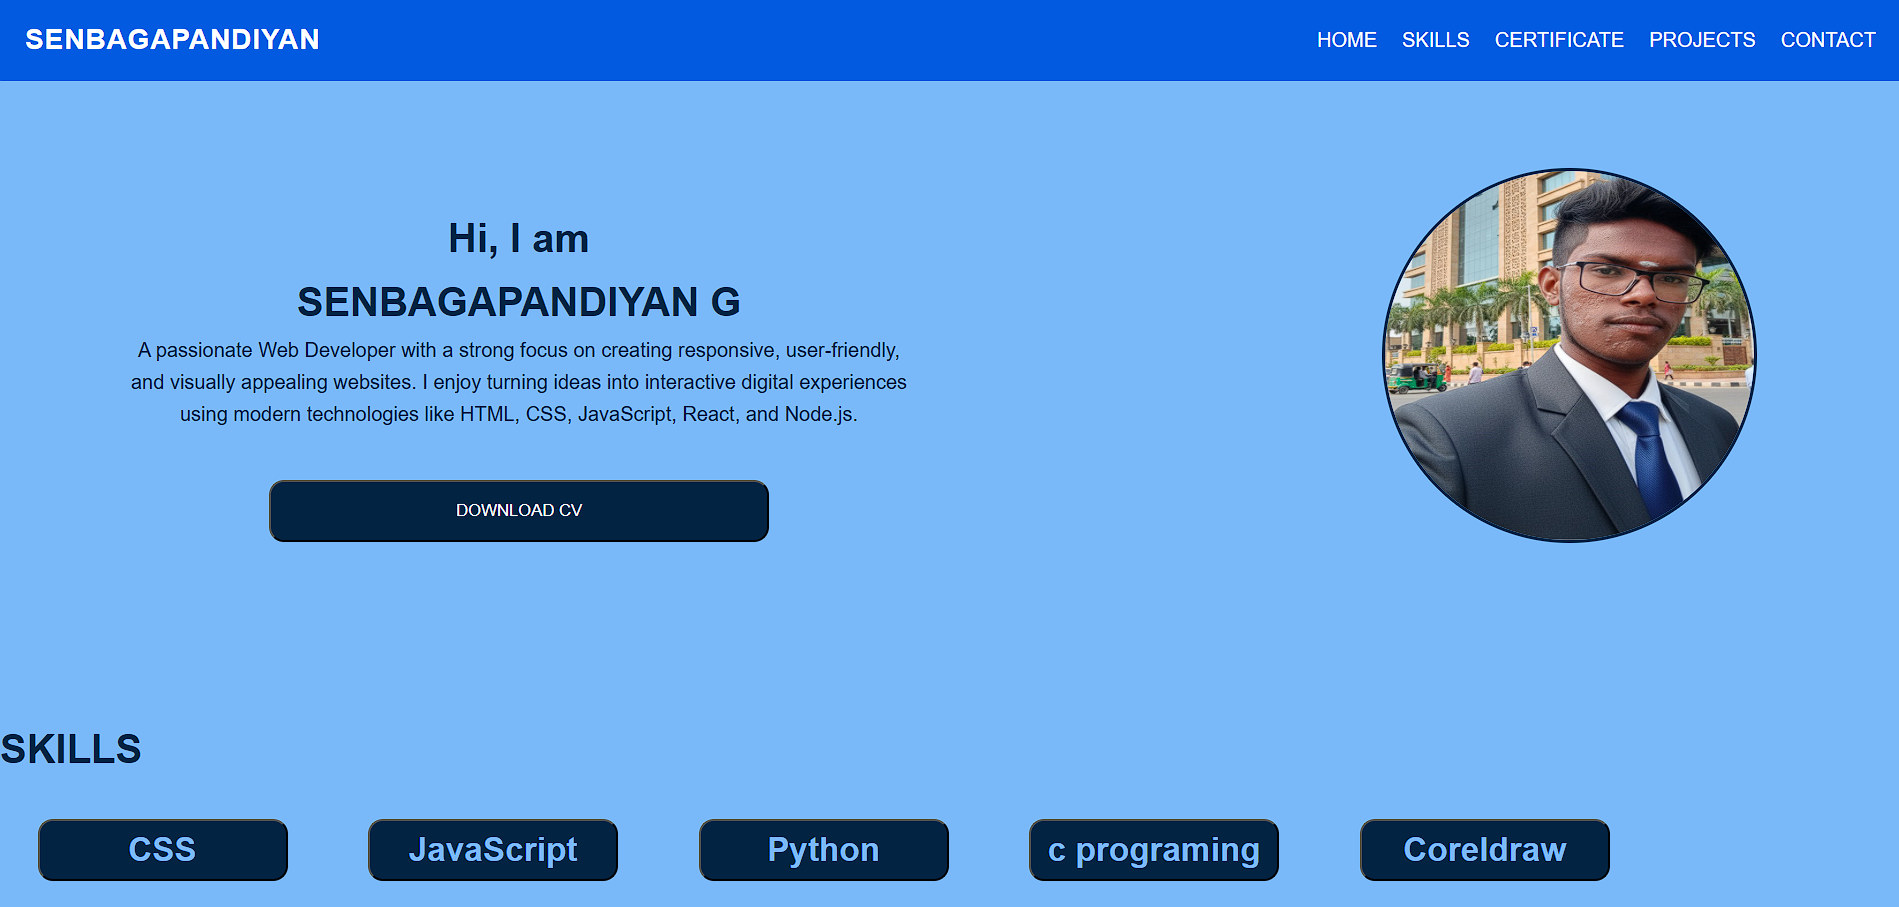 SENBAGAPANDIYAN
HOME SKILLS CERTIFICATE PROJECTS CONTACT
Hi, I am
SENBAGAPANDIYAN G
A passionate Web Developer with a strong focus on creating responsive, user-friendly,
and visually appealing websites. I enjoy turning ideas into interactive digital experiences
using modern technologies like HTML, CSS, JavaScript, React, and Node.js.
DOWNLOAD CV
SKILLS
CSS JavaScript Python c programing Coreldraw